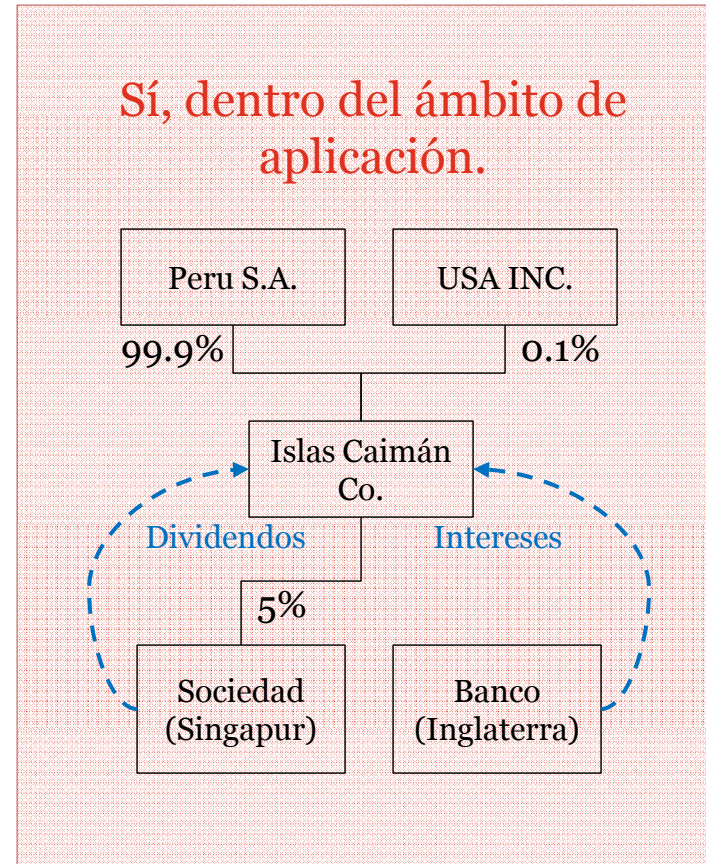 Sí, dentro del ámbito de
aplicación.
Peru S.A.
USA INC.
99.9%
0.1%
Islas Caimán
Co.
Dividendos
Intereses
5%
Sociedad
(Singapur)
Banco
(Inglaterra)